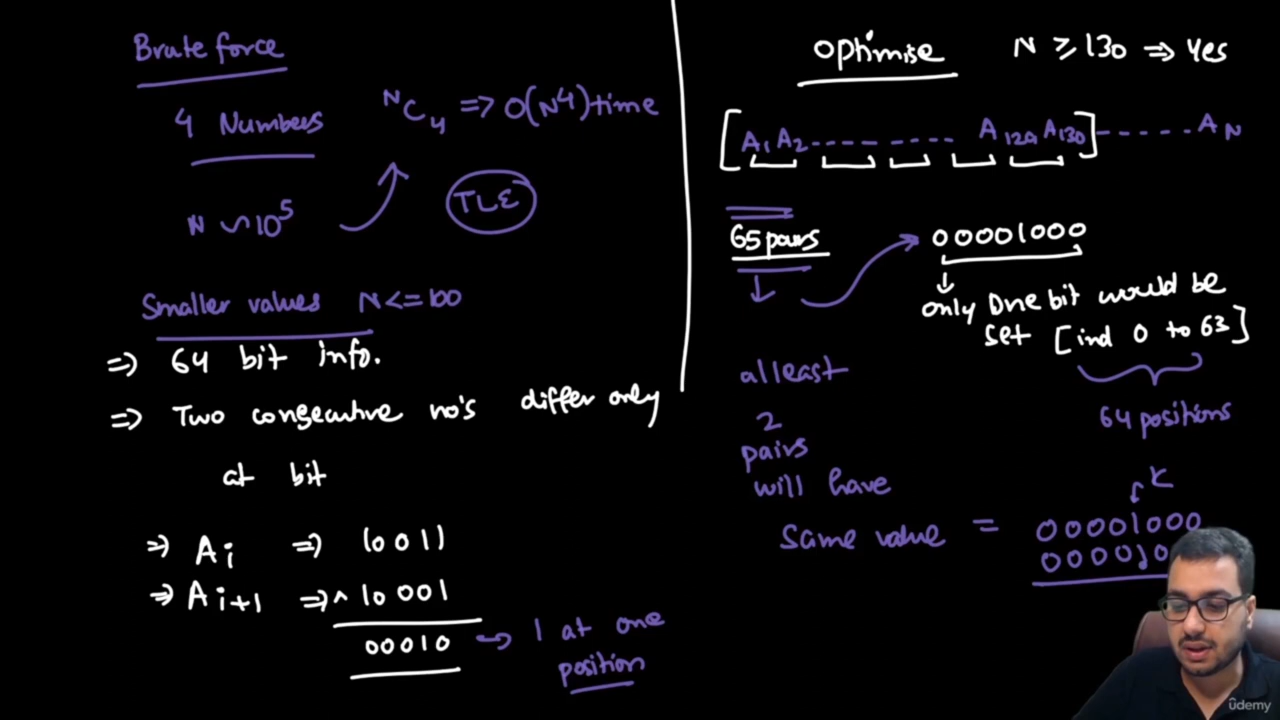 Brute force
4 Numbers
ᴺC₄ => O(N⁴) time
N ~ 10⁵
TLE
Smaller values N <= 100
=> 64 bit info.
=> Two consecutive no's differ only
at bit
=> Ai => 10011
=> Ai+1 => ^ 10001
00010 → 1 at one
position
Optimise N ≥ 130 => Yes
[A₁ A₂ ---- ---- A₁₂₉ A₁₃₀] ----- A N
65 pairs
00001000
only One bit would be
set [ind 0 to 63]
64 positions
atleast
2
pairs
will have
K
Same value = 00001000
000010
ûdemy